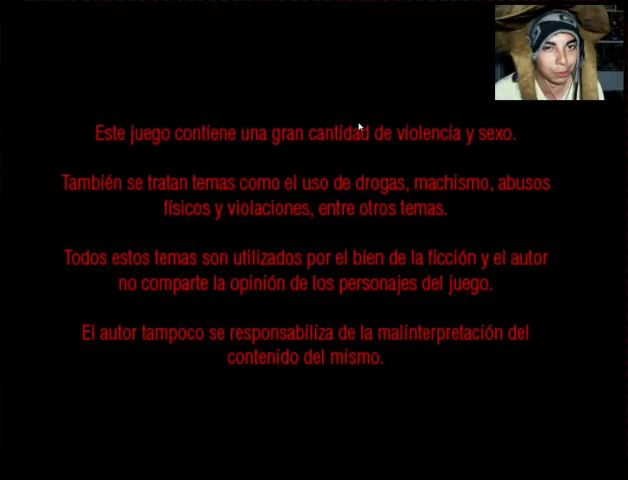 Este juego contiene una gran cantidad de violencia y sexo.
También se tratan temas como el uso de drogas, machismo, abusos
físicos y violaciones, entre otros temas.
Todos estos temas son utilizados por el bien de la ficción y el autor
no comparte la opinión de los personajes del juego.
El autor tampoco se responsabiliza de la malinterpretación del
contenido del mismo.